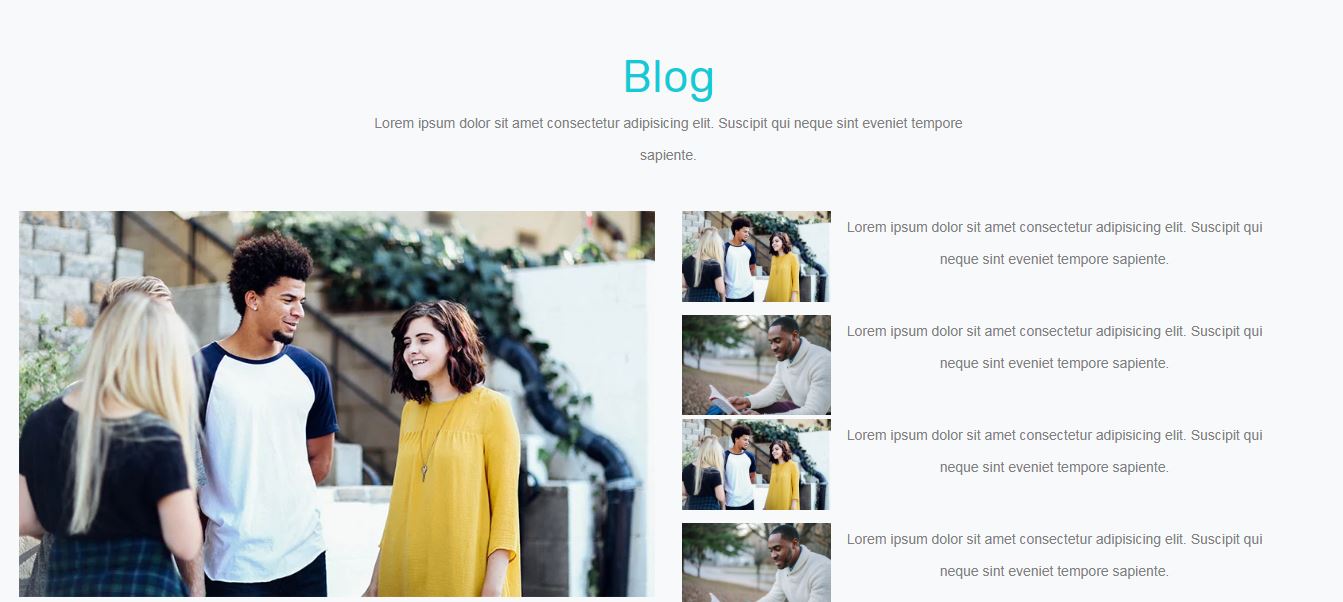 Blog
Lorem ipsum dolor sit amet consectetur adipisicing elit. Suscipit qui neque sint eveniet tempore
sapiente.
Lorem ipsum dolor sit amet consectetur adipisicing elit. Suscipit qui
neque sint eveniet tempore sapiente.
Lorem ipsum dolor sit amet consectetur adipisicing elit. Suscipit qui
neque sint eveniet tempore sapiente.
Lorem ipsum dolor sit amet consectetur adipisicing elit. Suscipit qui
neque sint eveniet tempore sapiente.
Lorem ipsum dolor sit amet consectetur adipisicing elit. Suscipit qui
neque sint eveniet tempore sapiente.